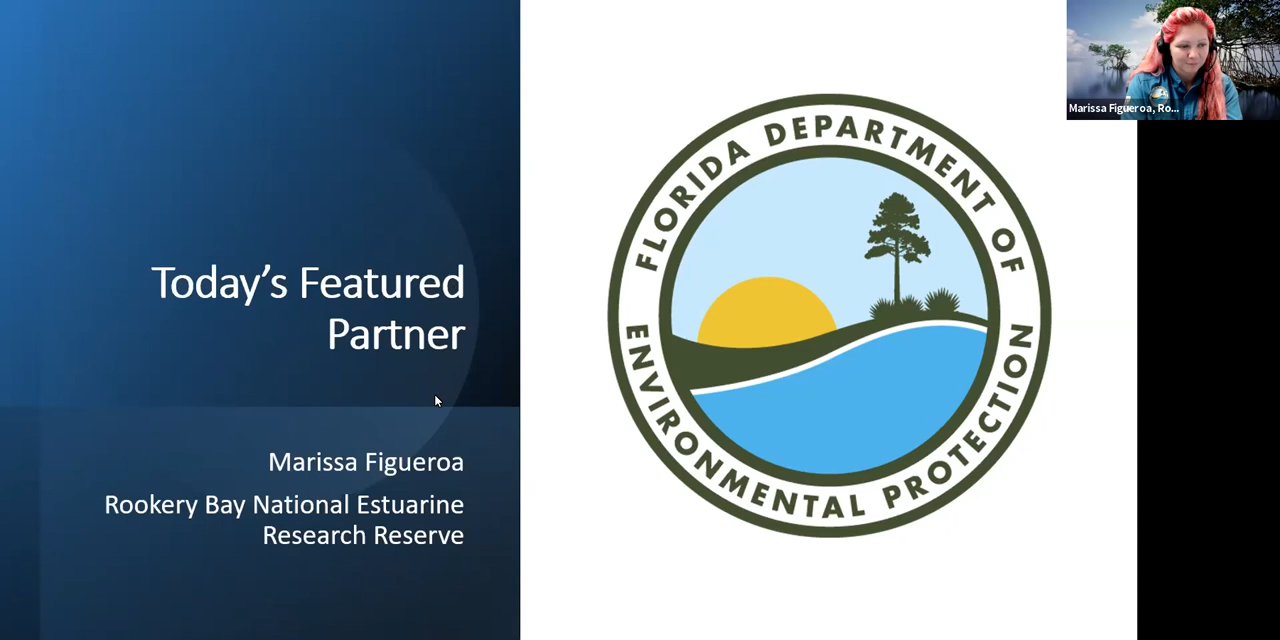 Today's Featured
Partner
Marissa Figueroa
Rookery Bay National Estuarine
Research Reserve
FLORIDA DEPARTMENT OF
ENVIRONMENTAL PROTECTION
Marissa Figueroa, Ro...